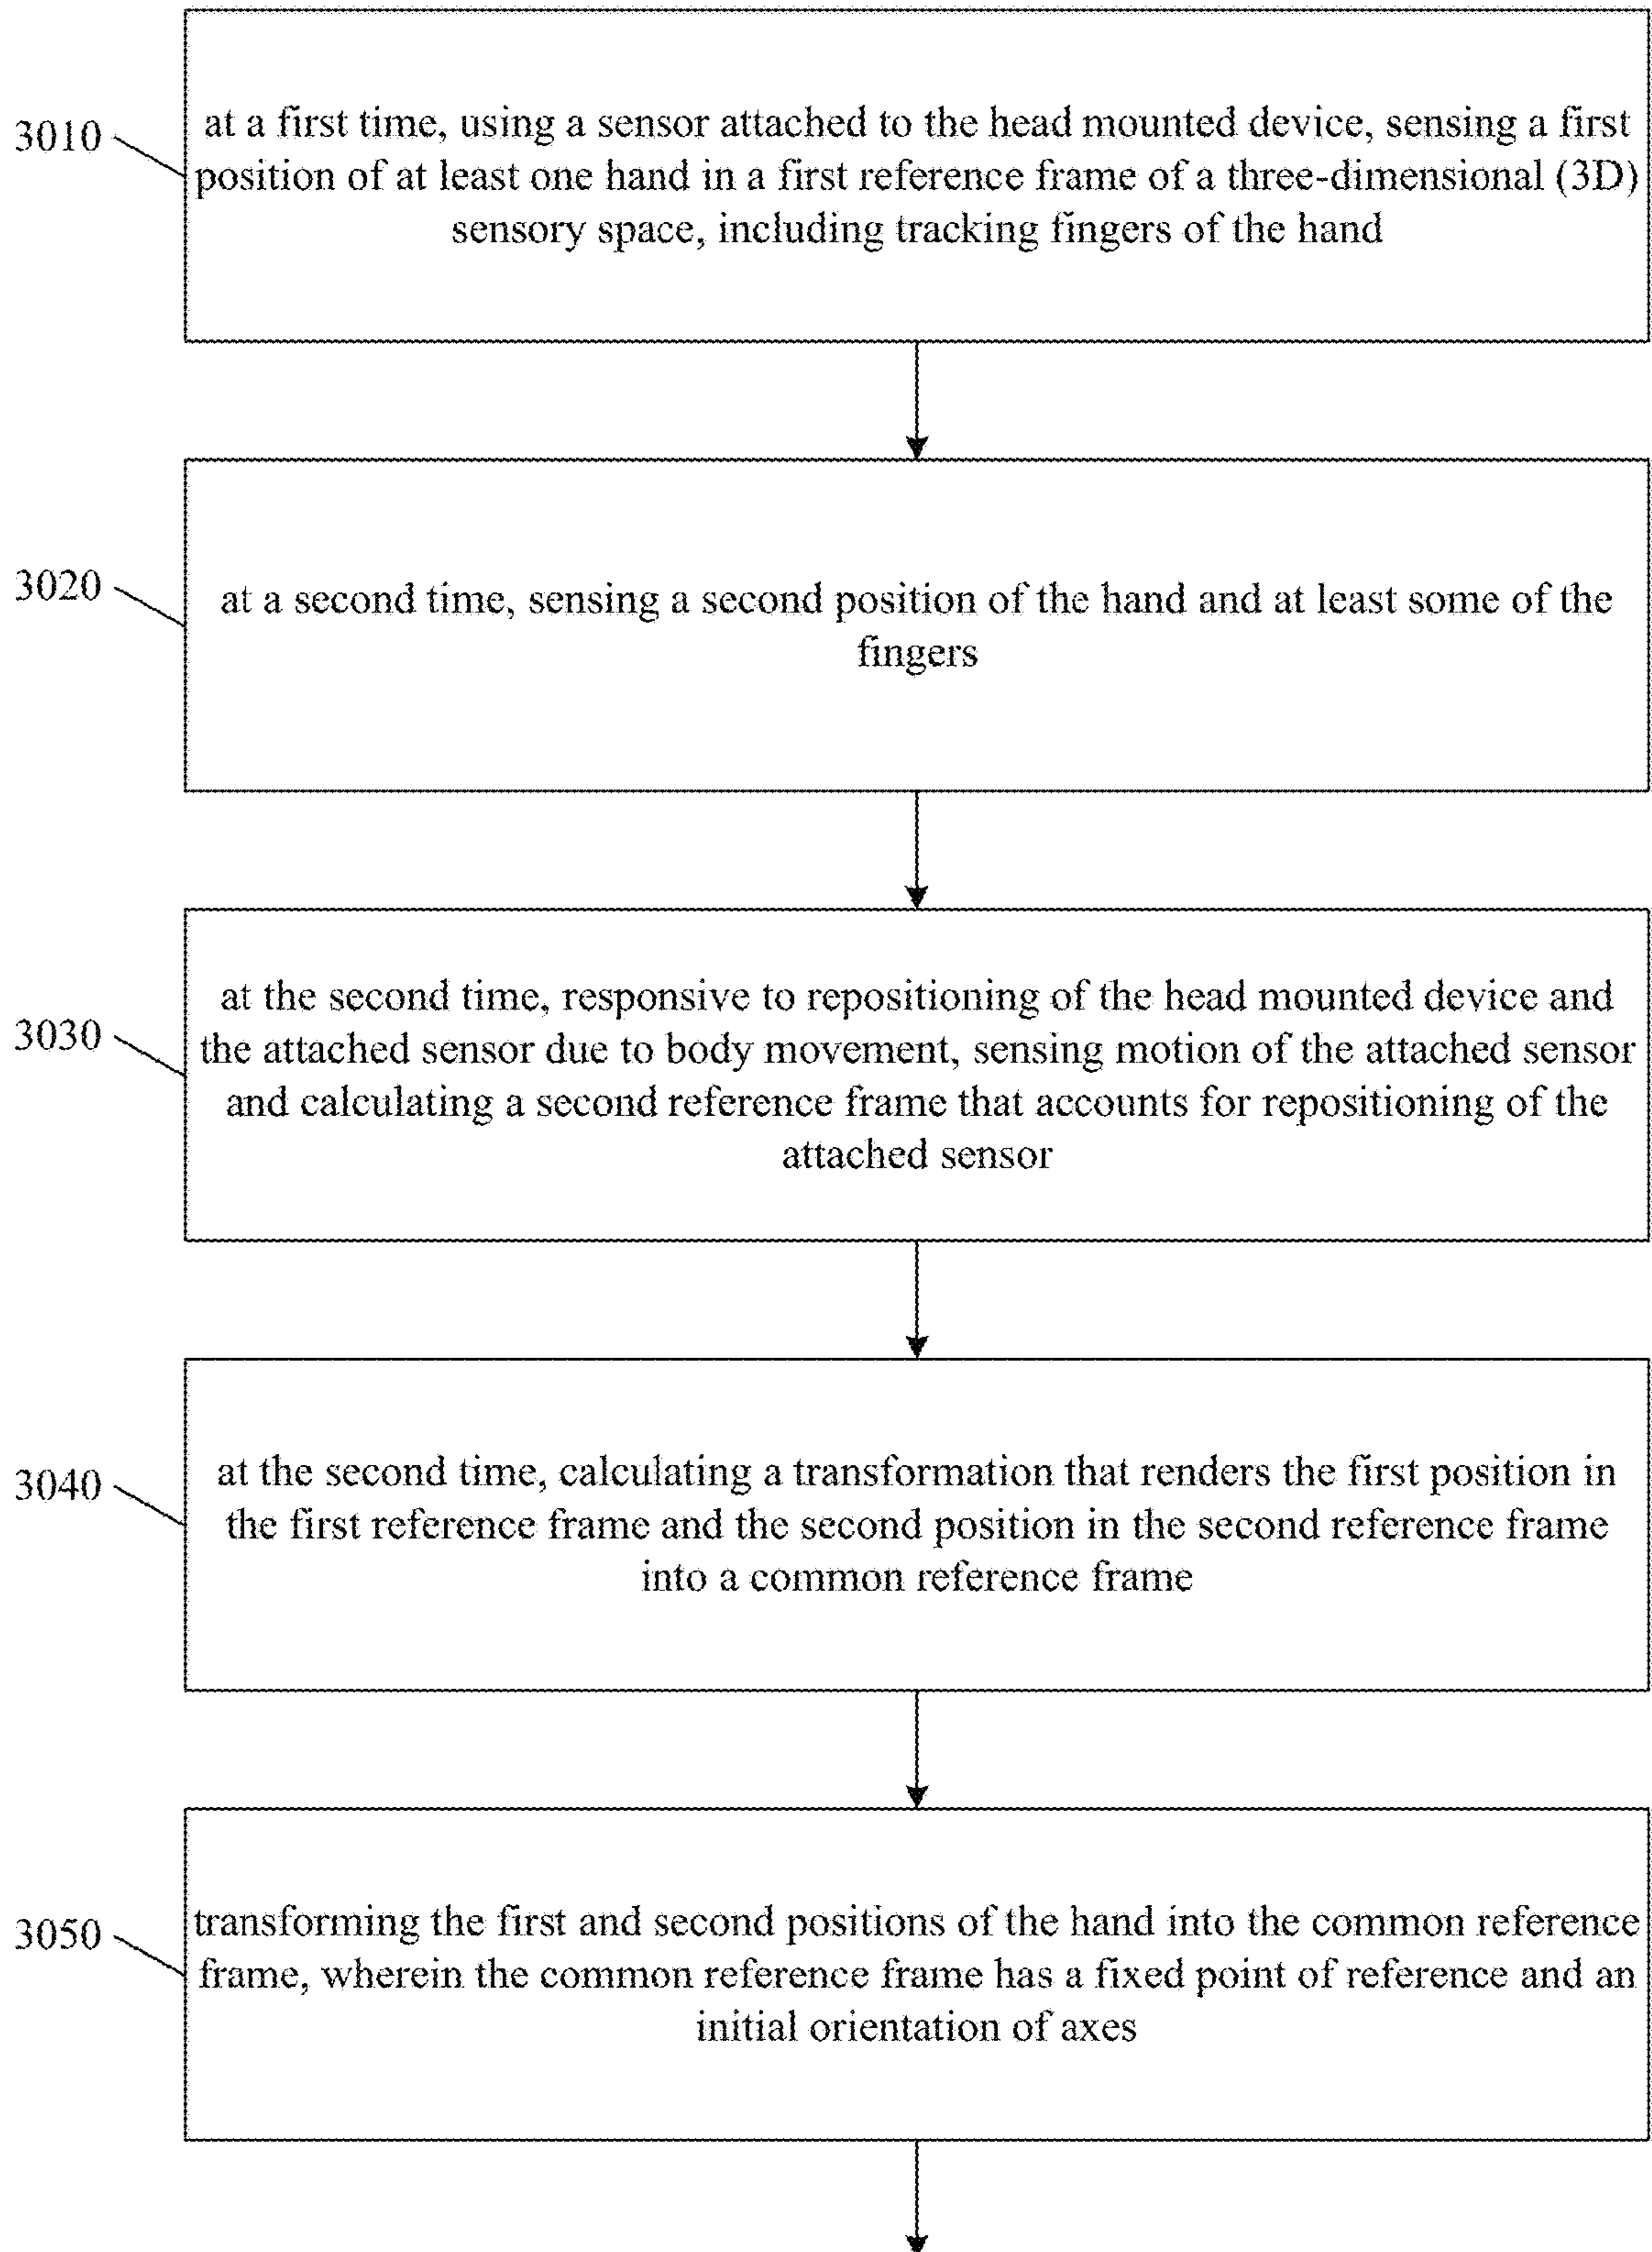 3010
at a first time, using a sensor attached to the head mounted device, sensing a first
position of at least one hand in a first reference frame of a three-dimensional (3D)
sensory space, including tracking fingers of the hand
3020
at a second time, sensing a second position of the hand and at least some of the
fingers
3030
at the second time, responsive to repositioning of the head mounted device and
the attached sensor due to body movement, sensing motion of the attached sensor
and calculating a second reference frame that accounts for repositioning of the
attached sensor
3040
at the second time, calculating a transformation that renders the first position in
the first reference frame and the second position in the second reference frame
into a common reference frame
3050
transforming the first and second positions of the hand into the common reference
frame, wherein the common reference frame has a fixed point of reference and an
initial orientation of axes